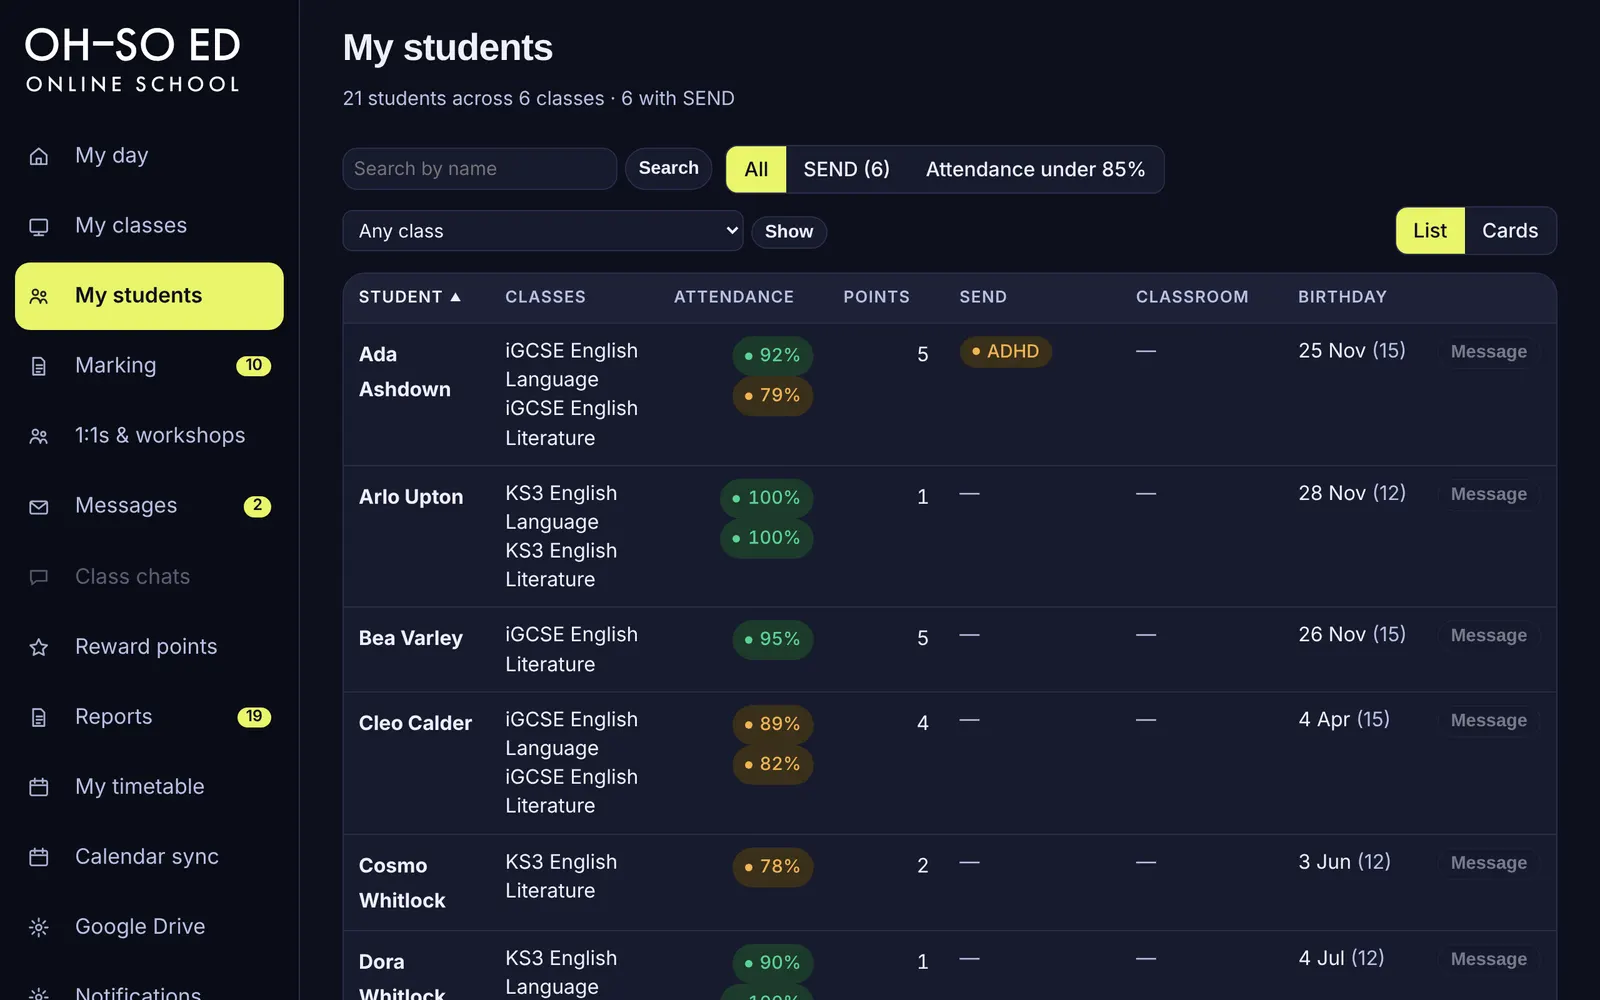 OH-SO ED
ONLINE SCHOOL
My day
My classes
My students
Marking 10
1:1s & workshops
Messages 2
Class chats
Reward points
Reports 19
My timetable
Calendar sync
Google Drive
Notifications
My students
21 students across 6 classes · 6 with SEND
Search by name Search All SEND (6) Attendance under 85%
Any class Show List Cards
STUDENT ▲ CLASSES ATTENDANCE POINTS SEND CLASSROOM BIRTHDAY
Ada Ashdown
iGCSE English Language
iGCSE English Literature
92%
79%
5
ADHD
—
25 Nov (15)
Message
Arlo Upton
KS3 English Language
KS3 English Literature
100%
100%
1
—
—
28 Nov (12)
Message
Bea Varley
iGCSE English Literature
95%
5
—
—
26 Nov (15)
Message
Cleo Calder
iGCSE English Language
iGCSE English Literature
89%
82%
4
—
—
4 Apr (15)
Message
Cosmo Whitlock
KS3 English Literature
78%
2
—
—
3 Jun (12)
Message
Dora Whitlock
KS3 English Language
90%
100%
1
—
—
4 Jul (12)
Message